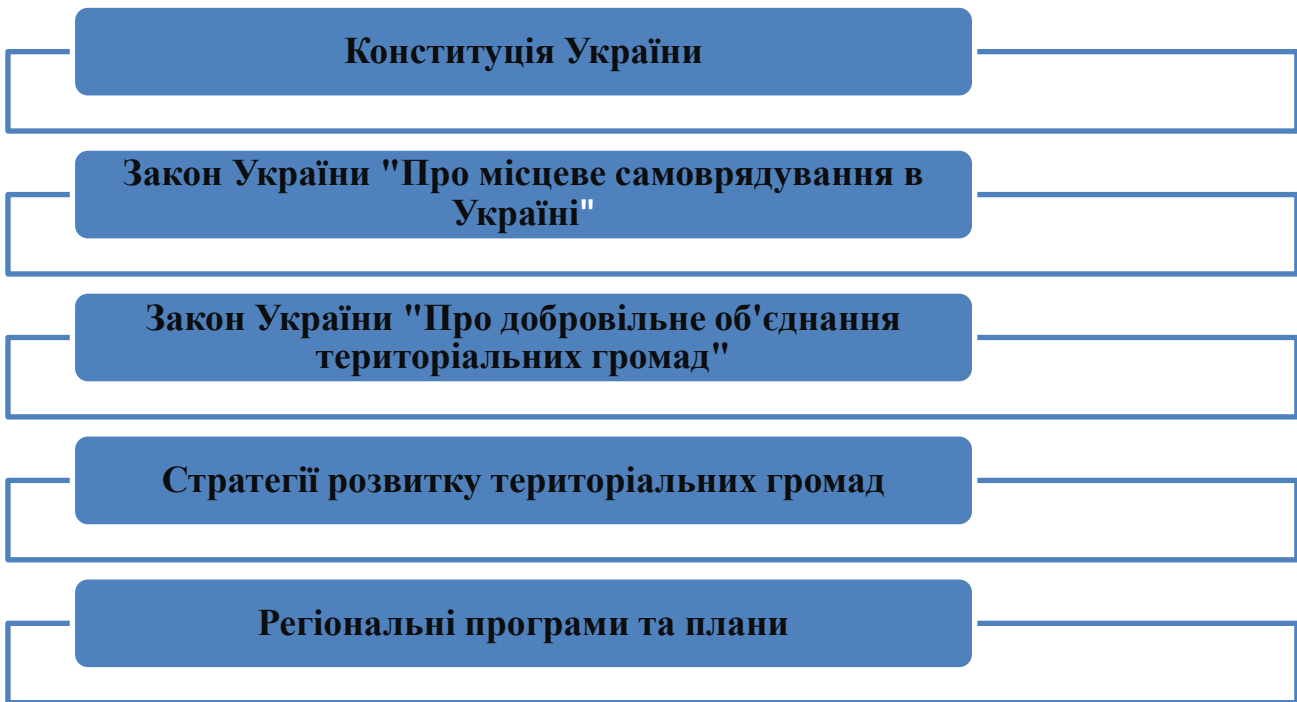 Конституція України
Закон України "Про місцеве самоврядування в
Україні"
Закон України "Про добровільне об'єднання
територіальних громад"
Стратегії розвитку територіальних громад
Регіональні програми та плани